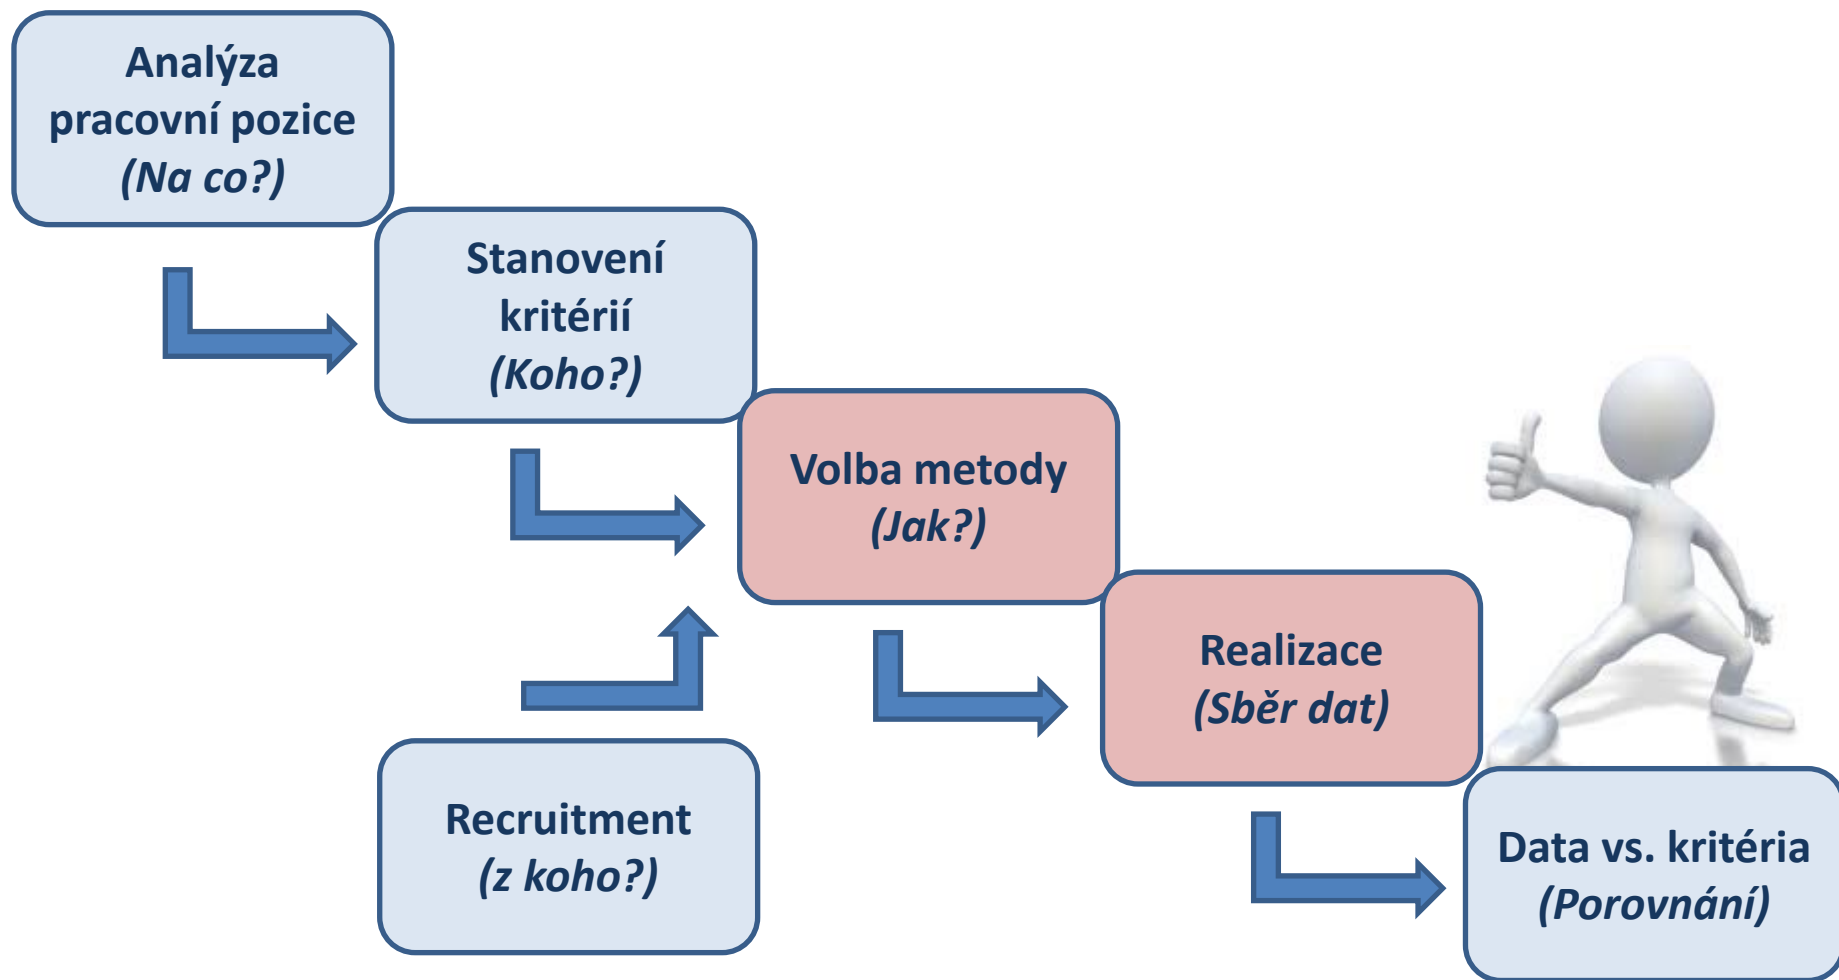 Analýza
pracovní pozice
(Na co?)
Stanovení
kritérií
(Koho?)
Volba metody
(Jak?)
Realizace
(Sběr dat)
Recruitment
(z koho?)
Data vs. kritéria
(Porovnání)